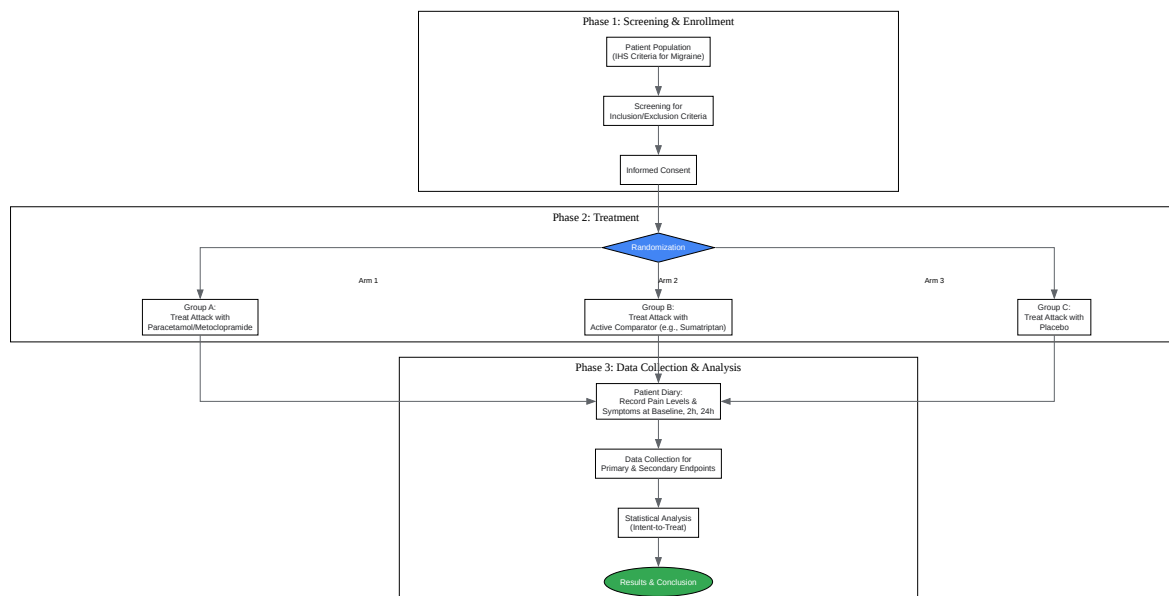 Phase 1: Screening & Enrollment
Patient Population
(IHS Criteria for Migraine)
Screening for
Inclusion/Exclusion Criteria
Informed Consent
Phase 2: Treatment
Randomization
Arm 1
Arm 2
Arm 3
Group A:
Treat Attack with
Paracetamol/Metoclopramide
Group B:
Treat Attack with
Active Comparator (e.g., Sumatriptan)
Group C:
Treat Attack with
Placebo
Phase 3: Data Collection & Analysis
Patient Diary:
Record Pain Levels &
Symptoms at Baseline, 2h, 24h
Data Collection for
Primary & Secondary Endpoints
Statistical Analysis
(Intent-to-Treat)
Results & Conclusion